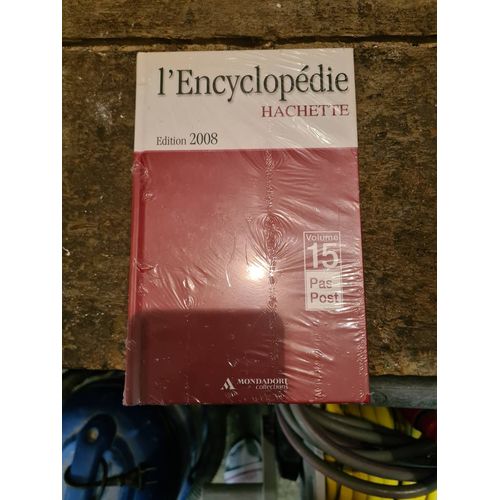 l'Encyclopédie
HACHETTE
Edition 2008
Volume
15
Pas
Post
MONDADORI
collections